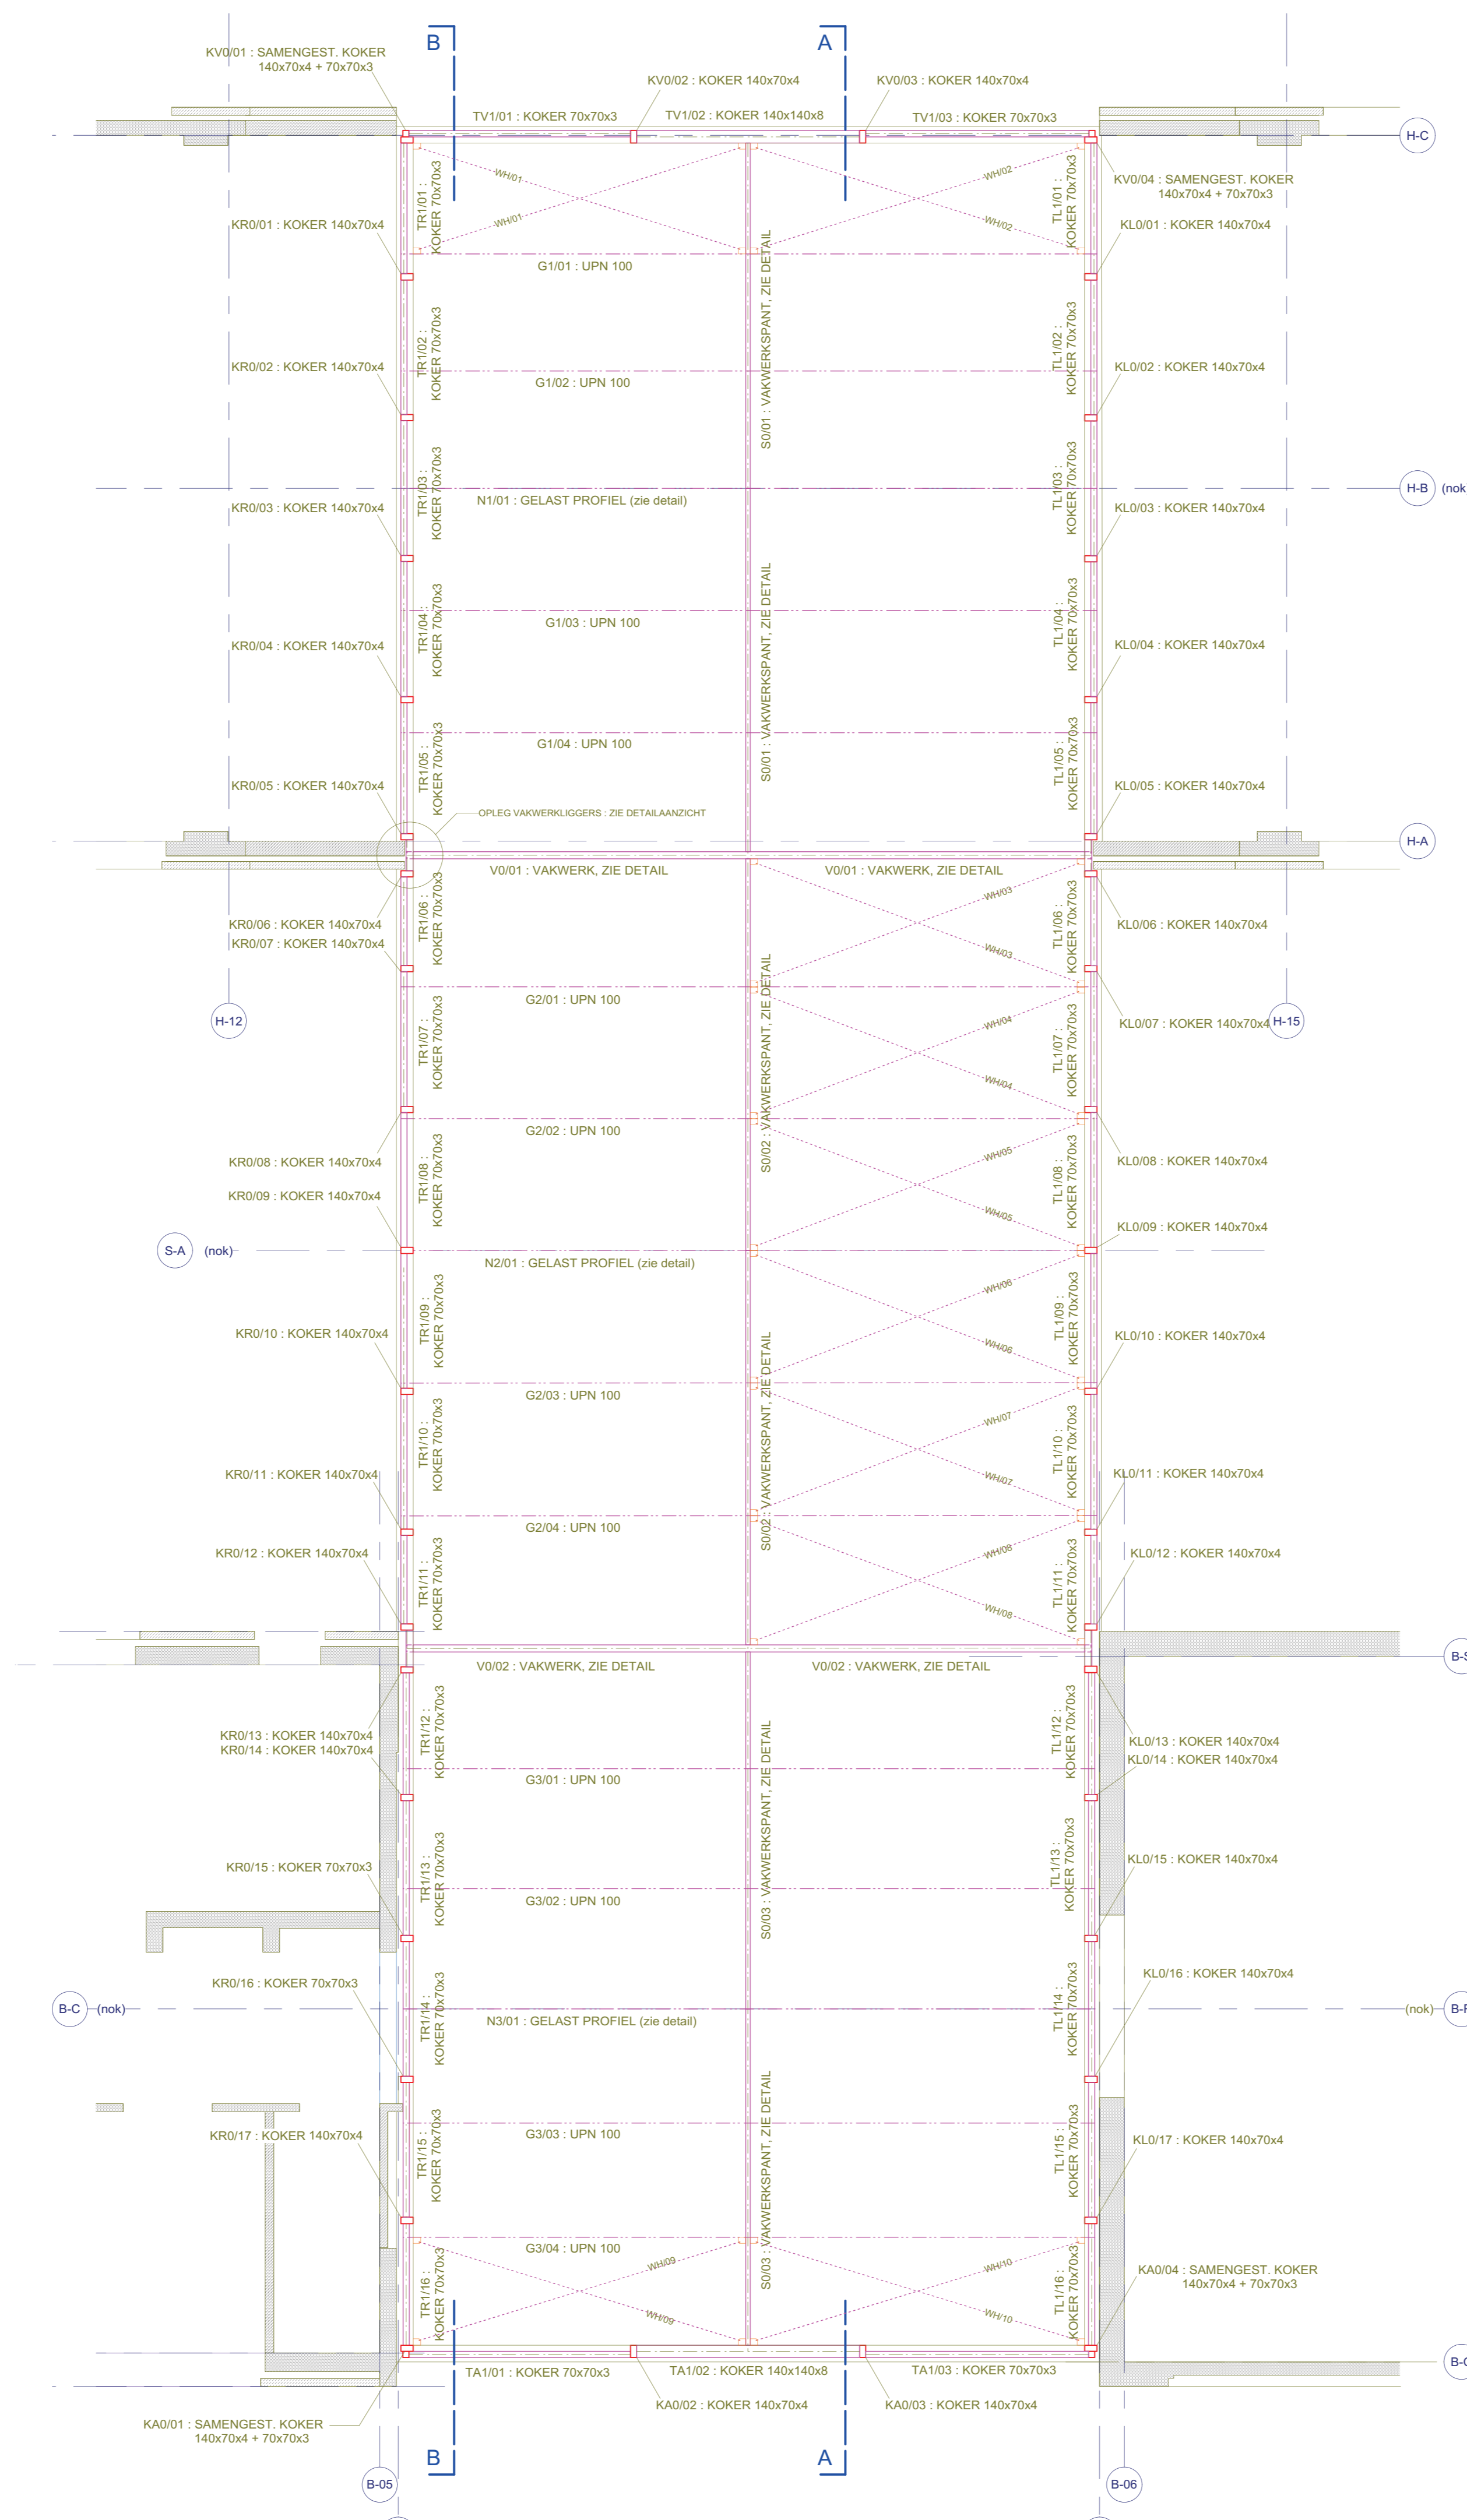 B
A
KV0/01 : SAMENGEST. KOKER
140x70x4 + 70x70x3
KV0/02 : KOKER 140x70x4
KV0/03 : KOKER 140x70x4
TV1/01 : KOKER 70x70x3
TV1/02 : KOKER 140x140x8
TV1/03 : KOKER 70x70x3
H-C
KV0/04 : SAMENGEST. KOKER
140x70x4 + 70x70x3
WH/01
WH/01
WH/02
WH/02
TR1/01 :
KOKER 70x70x3
TL1/01 :
KOKER 70x70x3
KR0/01 : KOKER 140x70x4
KL0/01 : KOKER 140x70x4
G1/01 : UPN 100
S0/01 : VAKWERKSPANT, ZIE DETAIL
TR1/02 :
KOKER 70x70x3
TL1/02 :
KOKER 70x70x3
KR0/02 : KOKER 140x70x4
KL0/02 : KOKER 140x70x4
G1/02 : UPN 100
TR1/03 :
KOKER 70x70x3
TL1/03 :
KOKER 70x70x3
H-B
(nok
N1/01 : GELAST PROFIEL (zie detail)
KR0/03 : KOKER 140x70x4
KL0/03 : KOKER 140x70x4
S0/01 : VAKWERKSPANT, ZIE DETAIL
TR1/04 :
KOKER 70x70x3
TL1/04 :
KOKER 70x70x3
G1/03 : UPN 100
KR0/04 : KOKER 140x70x4
KL0/04 : KOKER 140x70x4
TR1/05 :
KOKER 70x70x3
TL1/05 :
KOKER 70x70x3
G1/04 : UPN 100
KR0/05 : KOKER 140x70x4
KL0/05 : KOKER 140x70x4
OPLEG VAKWERKLIGGERS : ZIE DETAILAANZICHT
H-A
V0/01 : VAKWERK, ZIE DETAIL
V0/01 : VAKWERK, ZIE DETAIL
WH/03
WH/03
TR1/06 :
KOKER 70x70x3
TL1/06 :
KOKER 70x70x3
KR0/06 : KOKER 140x70x4
KR0/07 : KOKER 140x70x4
KL0/06 : KOKER 140x70x4
S0/02 : VAKWERKSPANT, ZIE DETAIL
G2/01 : UPN 100
H-12
KL0/07 : KOKER 140x70x4
H-15
WH/04
WH/04
TR1/07 :
KOKER 70x70x3
TL1/07 :
KOKER 70x70x3
G2/02 : UPN 100
KR0/08 : KOKER 140x70x4
KL0/08 : KOKER 140x70x4
WH/05
WH/05
TR1/08 :
KOKER 70x70x3
TL1/08 :
KOKER 70x70x3
KR0/09 : KOKER 140x70x4
KL0/09 : KOKER 140x70x4
S-A
(nok)
N2/01 : GELAST PROFIEL (zie detail)
WH/06
WH/06
TR1/09 :
KOKER 70x70x3
TL1/09 :
KOKER 70x70x3
KR0/10 : KOKER 140x70x4
KL0/10 : KOKER 140x70x4
S0/02 : VAKWERKSPANT, ZIE DETAIL
G2/03 : UPN 100
WH/07
WH/07
TR1/10 :
KOKER 70x70x3
TL1/10 :
KOKER 70x70x3
KR0/11 : KOKER 140x70x4
KL0/11 : KOKER 140x70x4
G2/04 : UPN 100
WH/08
WH/08
TR1/11 :
KOKER 70x70x3
TL1/11 :
KOKER 70x70x3
KR0/12 : KOKER 140x70x4
KL0/12 : KOKER 140x70x4
V0/02 : VAKWERK, ZIE DETAIL
V0/02 : VAKWERK, ZIE DETAIL
TR1/12 :
KOKER 70x70x3
TL1/12 :
KOKER 70x70x3
KR0/13 : KOKER 140x70x4
KR0/14 : KOKER 140x70x4
KL0/13 : KOKER 140x70x4
KL0/14 : KOKER 140x70x4
G3/01 : UPN 100
S0/03 : VAKWERKSPANT, ZIE DETAIL
TR1/13 :
KOKER 70x70x3
TL1/13 :
KOKER 70x70x3
KR0/15 : KOKER 70x70x3
KL0/15 : KOKER 140x70x4
G3/02 : UPN 100
KR0/16 : KOKER 70x70x3
KL0/16 : KOKER 140x70x4
TR1/14 :
KOKER 70x70x3
TL1/14 :
KOKER 70x70x3
B-C
(nok)
N3/01 : GELAST PROFIEL (zie detail)
(nok)
TR1/15 :
KOKER 70x70x3
TL1/15 :
KOKER 70x70x3
KR0/17 : KOKER 140x70x4
KL0/17 : KOKER 140x70x4
G3/03 : UPN 100
S0/03 : VAKWERKSPANT, ZIE DETAIL
G3/04 : UPN 100
WH/09
WH/09
WH/10
WH/10
TR1/16 :
KOKER 70x70x3
TL1/16 :
KOKER 70x70x3
KA0/04 : SAMENGEST. KOKER
140x70x4 + 70x70x3
TA1/01 : KOKER 70x70x3
TA1/02 : KOKER 140x140x8
TA1/03 : KOKER 70x70x3
KA0/02 : KOKER 140x70x4
KA0/03 : KOKER 140x70x4
KA0/01 : SAMENGEST. KOKER
140x70x4 + 70x70x3
B
A
B-05
B-06